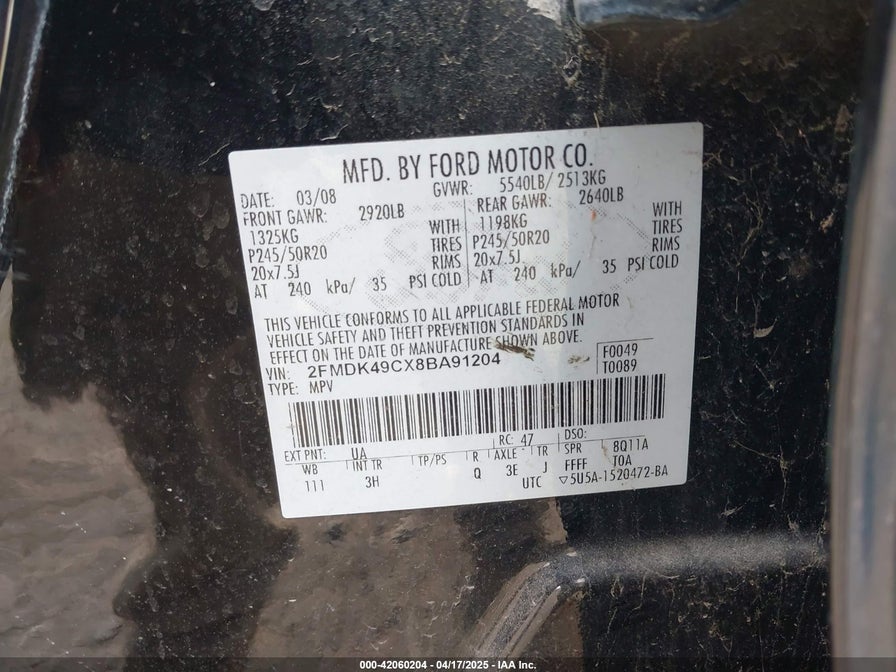 MFD. BY FORD MOTOR CO.
DATE: 03/08 GVWR: 5540LB/ 2513KG
FRONT GAWR: 2920LB REAR GAWR: 2640LB
1325KG WITH 1198KG WITH
P245/50R20 TIRES P245/50R20 TIRES
20x7.5J RIMS 20x7.5J RIMS
AT 240 kPa/ 35 PSI COLD AT 240 kPa/ 35 PSI COLD
THIS VEHICLE CONFORMS TO ALL APPLICABLE FEDERAL MOTOR
VEHICLE SAFETY AND THEFT PREVENTION STANDARDS IN
EFFECT ON THE DATE OF MANUFACTURE SHOWN ABOVE.
VIN: 2FMDK49CX8BA91204 F0049
TYPE: MPV T0089
EXT PNT: UA RC: 47 DSO:
WB INT TR TP/PS R AXLE TR SPR 8Q11A
111 3H Q 3E J FFFF T0A
UTC ▽5U5A-1520472-BA
000-42060204 - 04/17/2025 - IAA Inc.